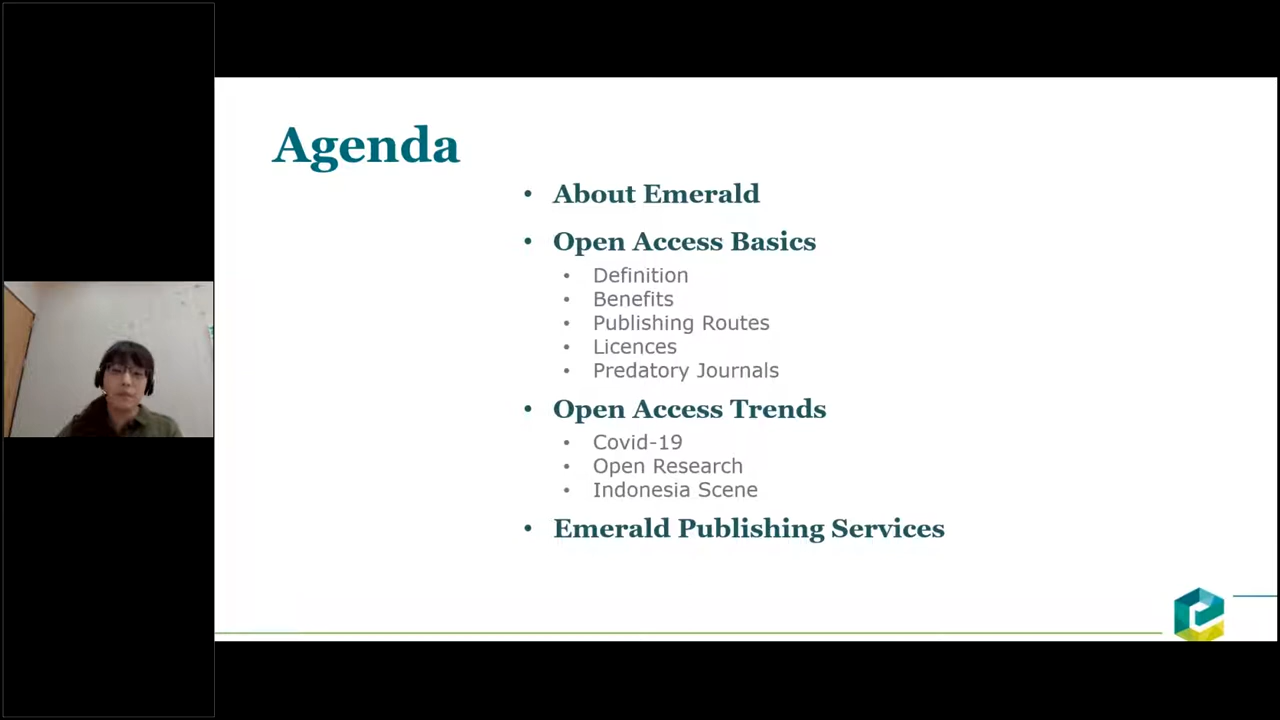 Agenda
• About Emerald
• Open Access Basics
• Definition
• Benefits
• Publishing Routes
• Licences
• Predatory Journals
• Open Access Trends
• Covid-19
• Open Research
• Indonesia Scene
• Emerald Publishing Services